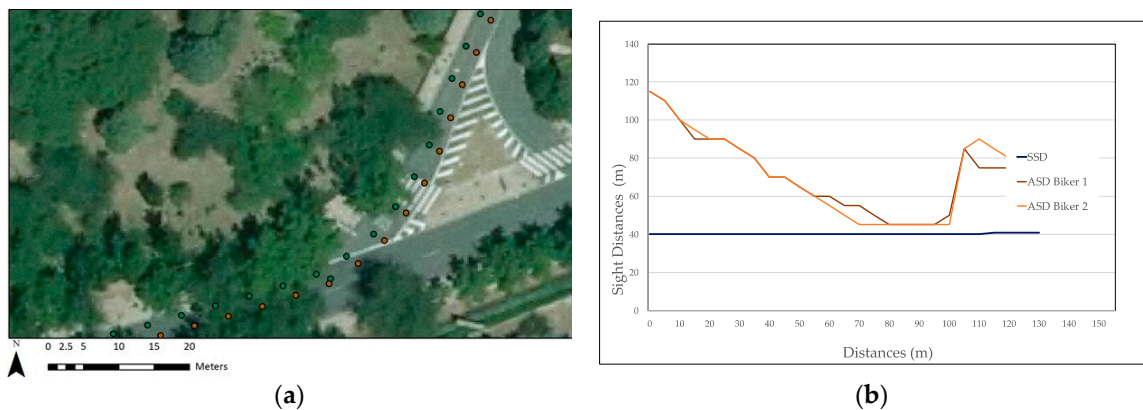 N
0 2.5 5 10 15 20
Meters
(a)
140
120
100
80
60
40
20
0
Sight Distances (m)
SSD
ASD Biker 1
ASD Biker 2
0 10 20 30 40 50 60 70 80 90 100 110 120 130 140 150
Distances (m)
(b)